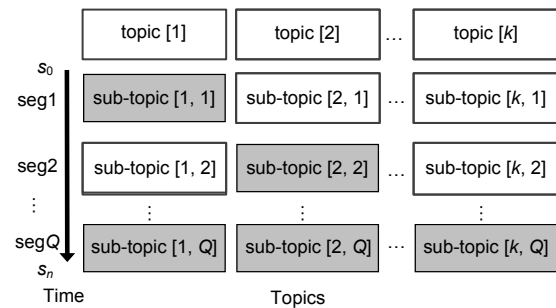 topic [1] topic [2] … topic [k]
s0
seg1 sub-topic [1, 1] sub-topic [2, 1] … sub-topic [k, 1]
seg2 sub-topic [1, 2] sub-topic [2, 2] … sub-topic [k, 2]
⋮ ⋮ ⋮ ⋮
segQ sub-topic [1, Q] sub-topic [2, Q] … sub-topic [k, Q]
sn
Time Topics